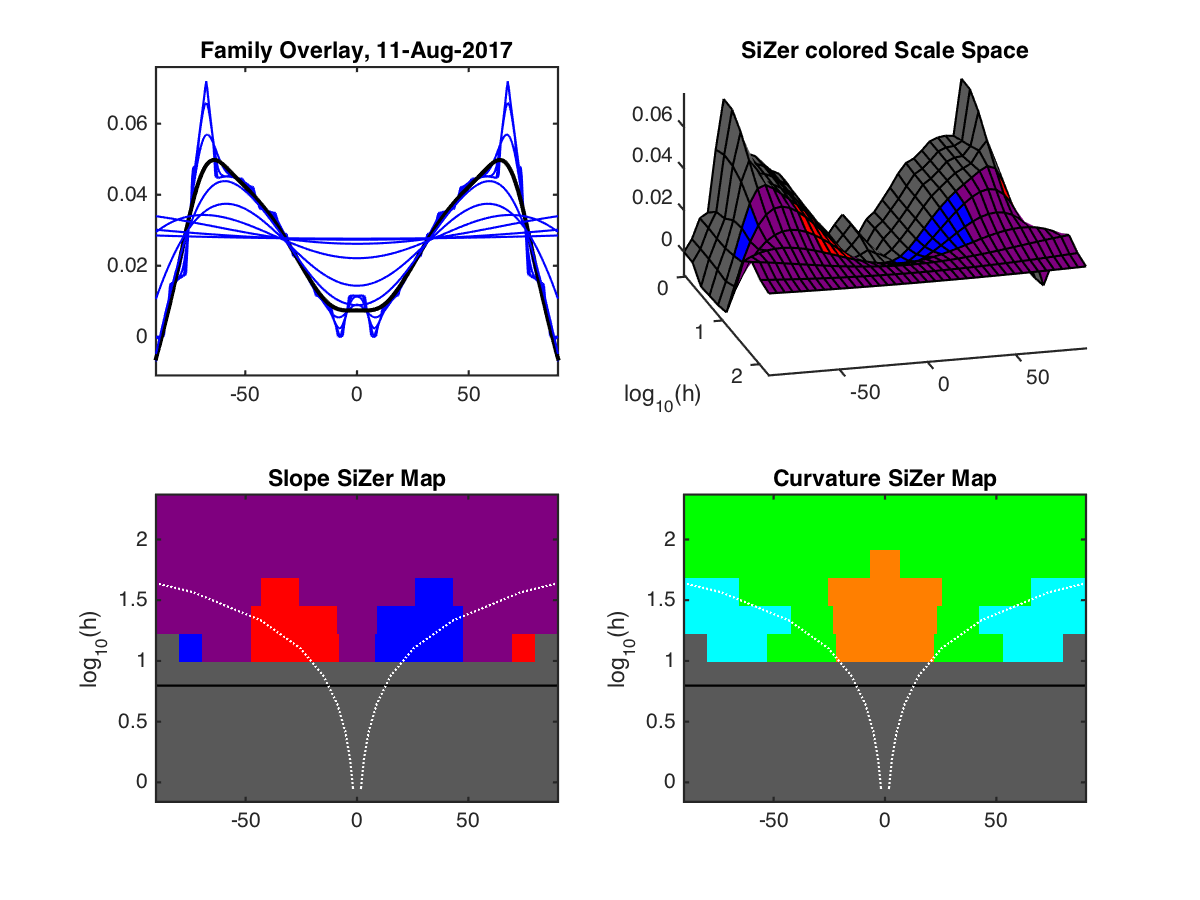 Family Overlay, 11-Aug-2017
0.06
0.04
0.02
0
-50 0 50
SiZer colored Scale Space
0.06
0.04
0.02
0
0
1
2
log10(h)
-50
0
50
Slope SiZer Map
2
1.5
1
0.5
0
log10(h)
-50 0 50
Curvature SiZer Map
2
1.5
1
0.5
0
log10(h)
-50 0 50